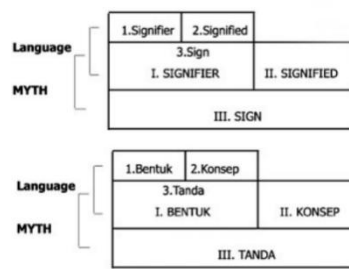 1.Signifier 2.Signified
Language
3.Sign
I. SIGNIFIER II. SIGNIFIED
MYTH
III. SIGN
1.Bentuk 2.Konsep
Language
3.Tanda
I. BENTUK II. KONSEP
MYTH
III. TANDA